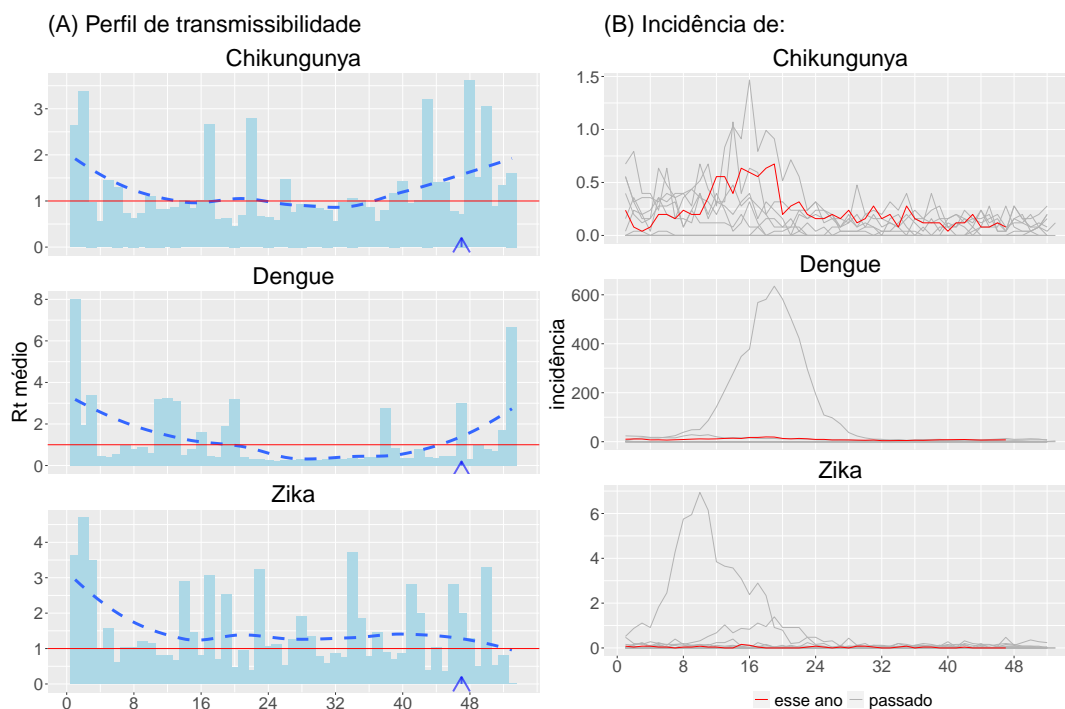 (A) Perfil de transmissibilidade
Chikungunya
3
2
1
0
Dengue
8
6
4
2
0
Rt médio
Zika
4
3
2
1
0
0 8 16 24 32 40 48
(B) Incidência de:
Chikungunya
1.5
1.0
0.5
0.0
Dengue
600
400
200
0
incidência
Zika
6
4
2
0
0 8 16 24 32 40 48
esse ano passado